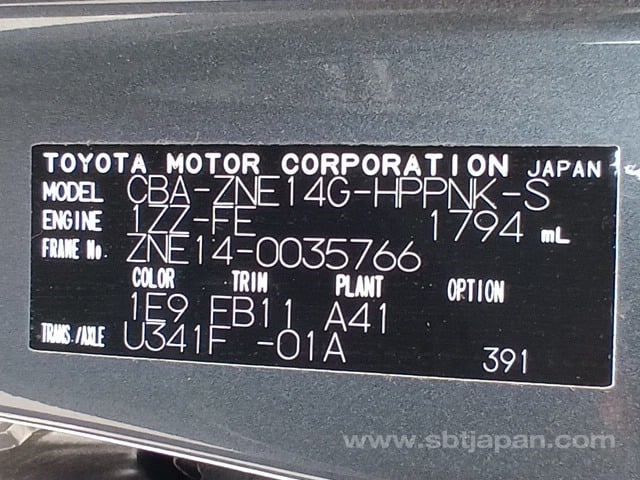 TOYOTA MOTOR CORPORATION JAPAN
MODEL CBA-ZNE14G-HPPNK-S
ENGINE 1ZZ-FE 1794 mL
FRAME No. ZNE14-0035766
COLOR TRIM PLANT OPTION
1E9 FB11 A41
TRANS./AXLE U341F -01A 391
www.sbtjapan.com